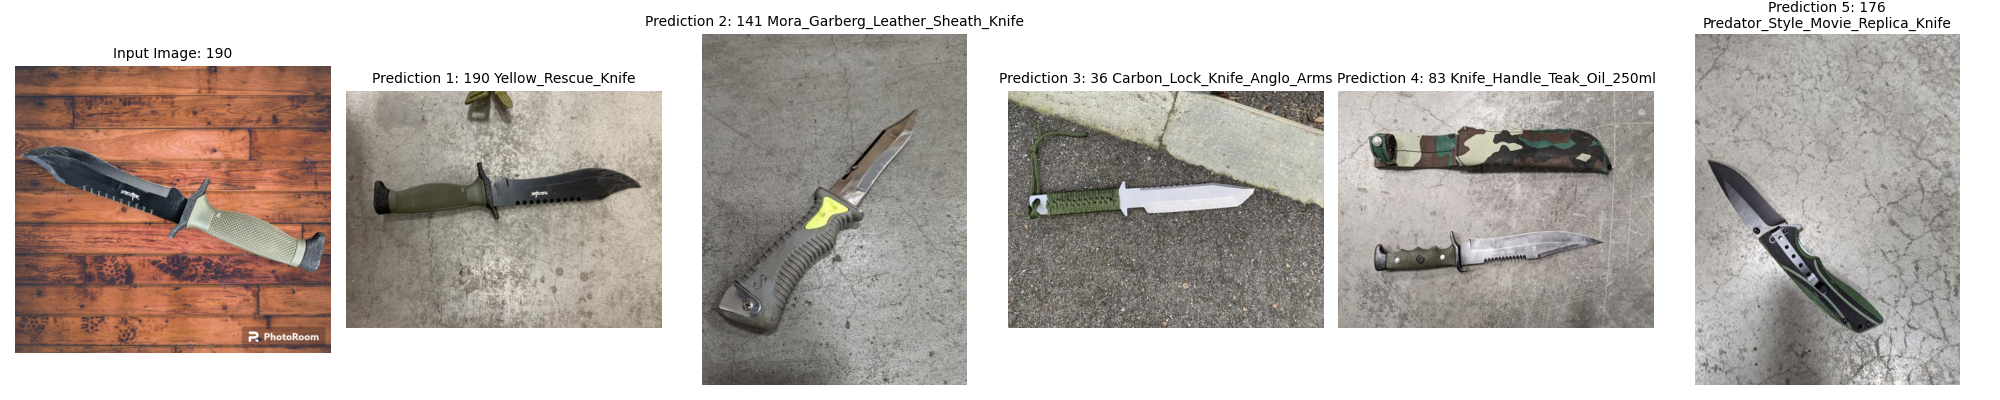 Input Image: 190
Prediction 1: 190 Yellow_Rescue_Knife
Prediction 2: 141 Mora_Garberg_Leather_Sheath_Knife
Prediction 3: 36 Carbon_Lock_Knife_Anglo_Arms
Prediction 4: 83 Knife_Handle_Teak_Oil_250ml
Prediction 5: 176
Predator_Style_Movie_Replica_Knife
PhotoRoom